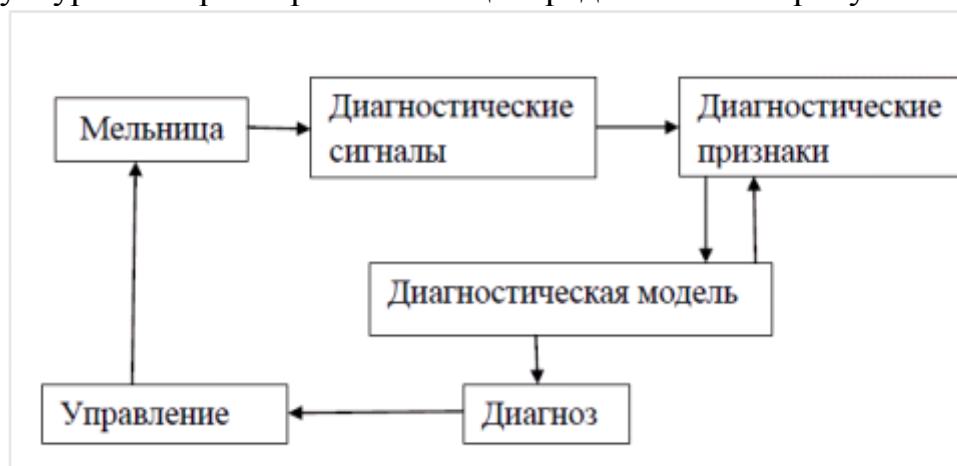 Мельница
Диагностические
сигналы
Диагностические
признаки
Диагностическая модель
Управление
Диагноз